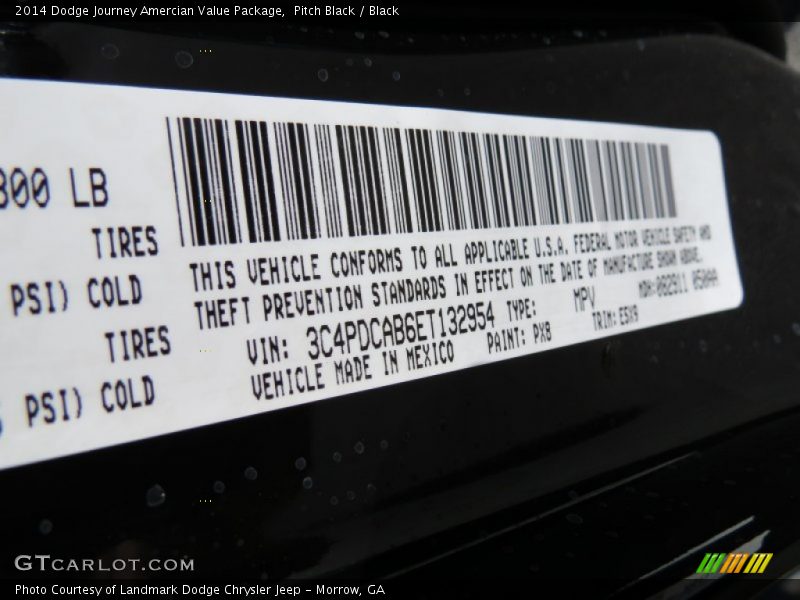 2014 Dodge Journey Amercian Value Package,  Pitch Black / Black
800 LB
TIRES
PSI) COLD
TIRES
PSI) COLD
THIS VEHICLE CONFORMS TO ALL APPLICABLE U.S.A. FEDERAL MOTOR VEHICLE SAFETY AND
THEFT PREVENTION STANDARDS IN EFFECT ON THE DATE OF MANUFACTURE SHOWN ABOVE.
VIN: 3C4PDCAB6ET132954 TYPE: MPV
VEHICLE MADE IN MEXICO PAINT: PX8 TRIM: E5X9
GTCARLOT.COM
Photo Courtesy of Landmark Dodge Chrysler Jeep - Morrow, GA